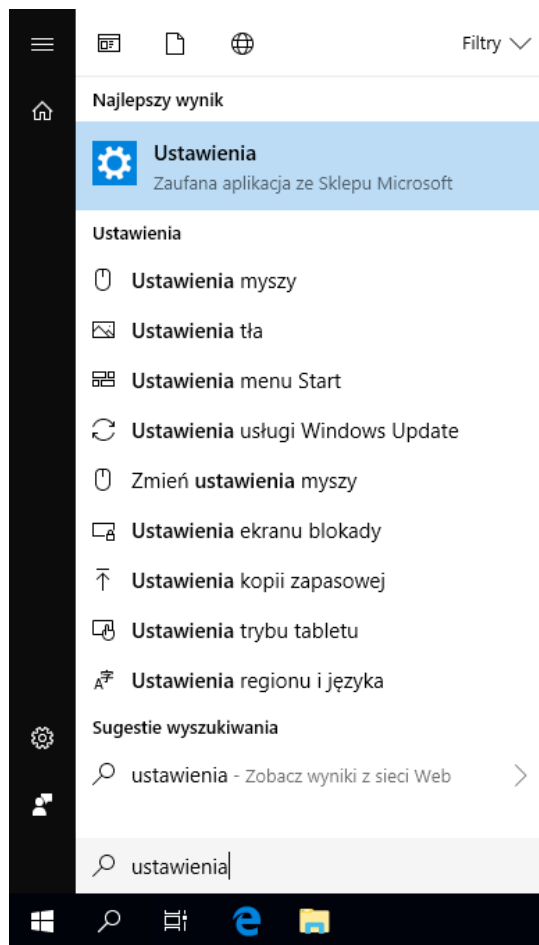 Filtry
Najlepszy wynik
Ustawienia
Zaufana aplikacja ze Sklepu Microsoft
Ustawienia
Ustawienia myszy
Ustawienia tła
Ustawienia menu Start
Ustawienia usługi Windows Update
Zmień ustawienia myszy
Ustawienia ekranu blokady
Ustawienia kopii zapasowej
Ustawienia trybu tabletu
Ustawienia regionu i języka
Sugestie wyszukiwania
ustawienia - Zobacz wyniki z sieci Web
ustawienia